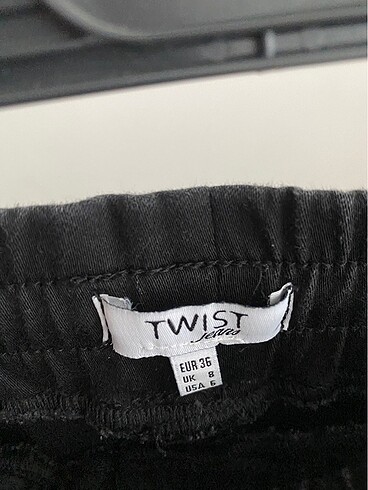 TWIST
jeans
EUR 36
UK 8
USA 6